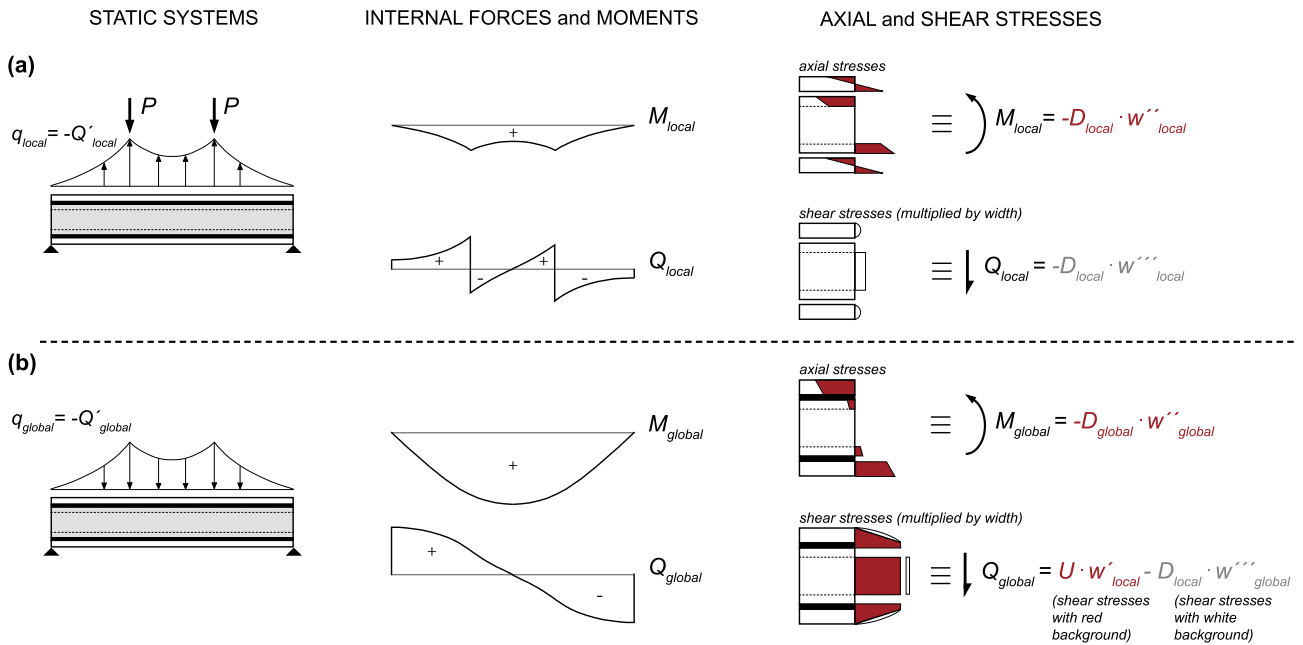 STATIC SYSTEMS
INTERNAL FORCES and MOMENTS
AXIAL and SHEAR STRESSES
(a)
P
P
q_local = -Q´_local
M_local
+
Q_local
+
-
+
-
axial stresses
≡ M_local = -D_local · w´´_local
shear stresses (multiplied by width)
≡ Q_local = -D_local · w´´´_local
(b)
q_global = -Q´_global
M_global
+
Q_global
+
-
axial stresses
≡ M_global = -D_global · w´´_global
shear stresses (multiplied by width)
≡ Q_global = U · w´_local - D_local · w´´´_global
(shear stresses
with red
background)
(shear stresses
with white
background)